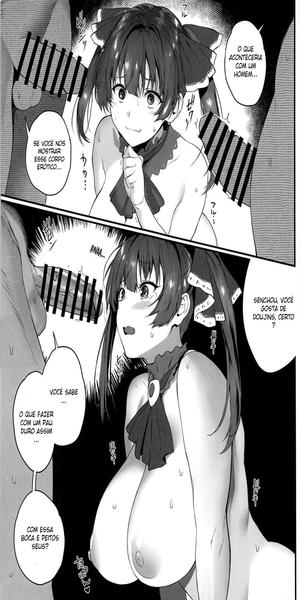 O QUE
ACONTECERIA
COM UM
HOMEM...
SE VOCÊ NOS
MOSTRAR
ESSE CORPO
ERÓTICO...
AHN...
SENCHOU, VOCÊ
GOSTA DE
DOUJINS, CERTO
?
VOCÊ SABE
...
O QUE FAZER
COM UM PAU
DURO ASSIM
...
COM ESSA
BOCA E PEITOS
SEUS?